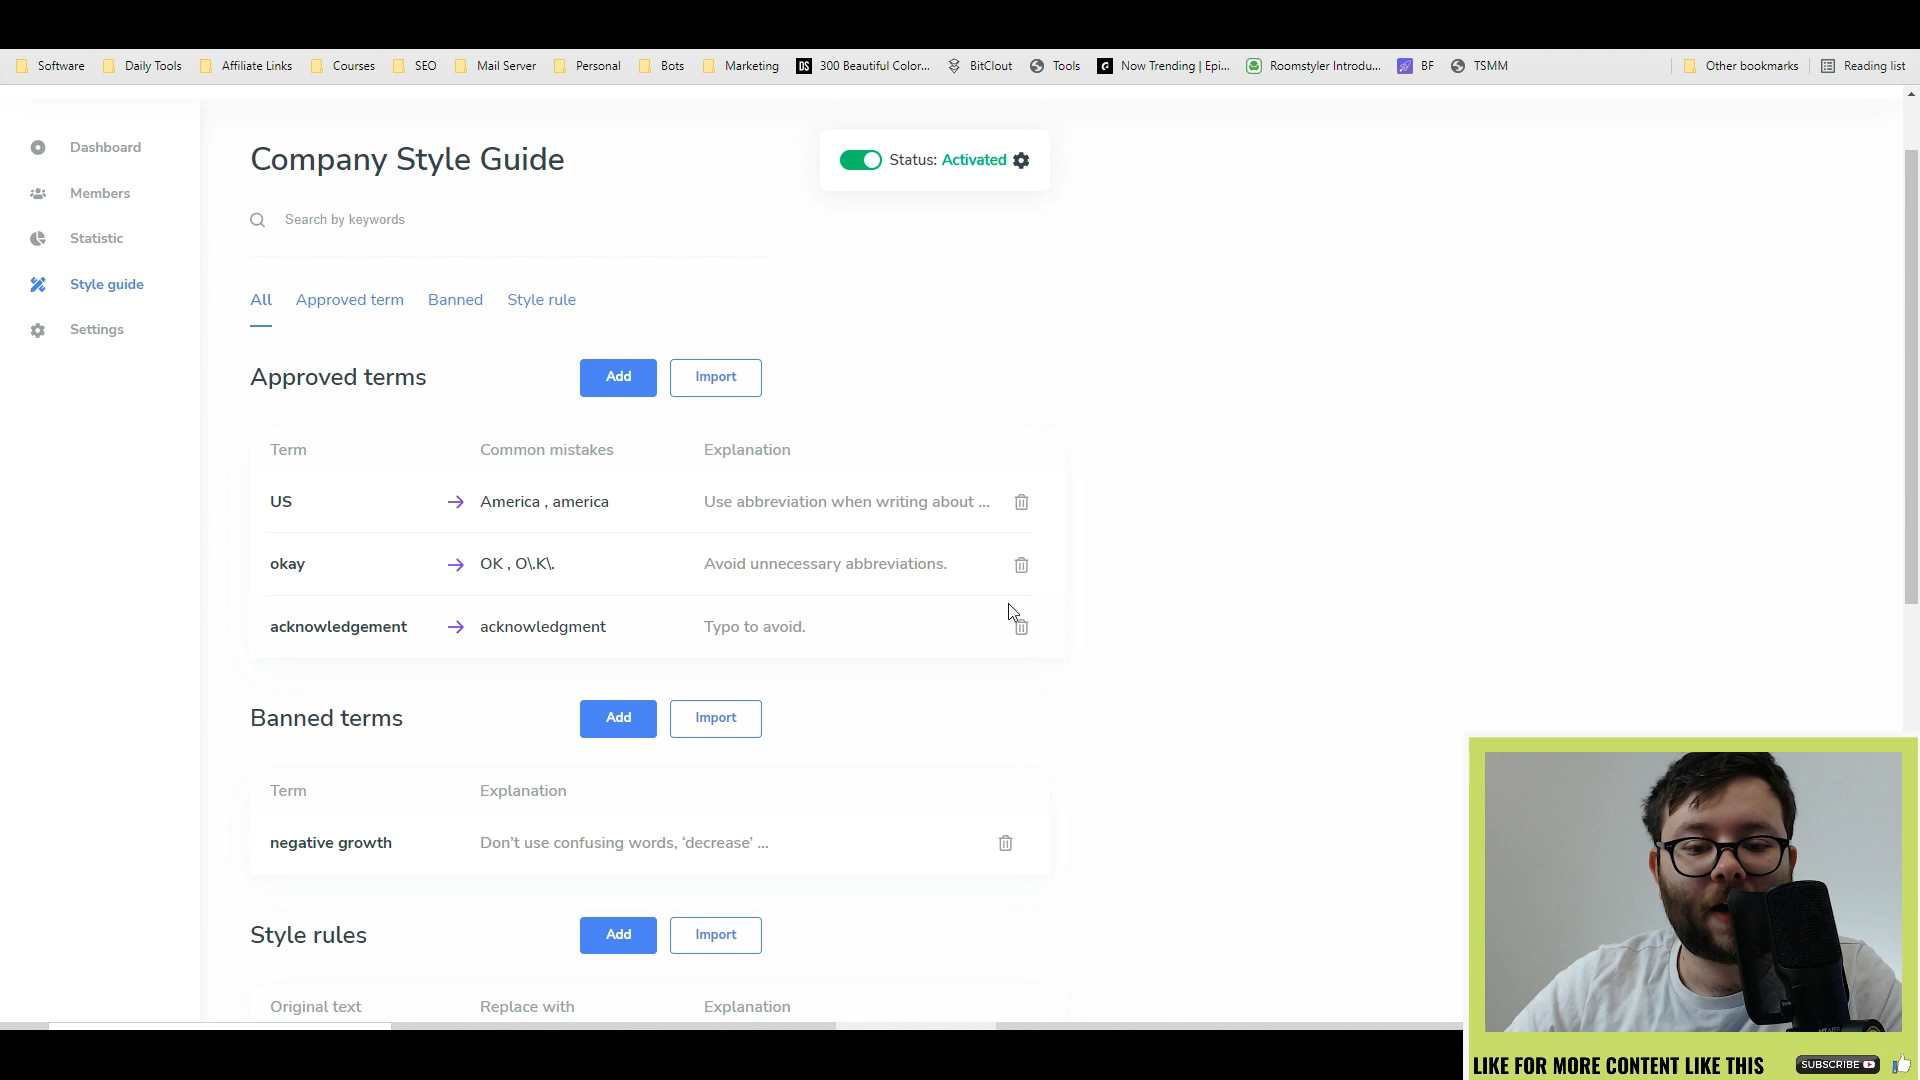 Software Daily Tools Affiliate Links Courses SEO Mail Server Personal Bots Marketing DS 300 Beautiful Color... BitClout Tools Now Trending | Epi... Roomstyler Introdu... BF TSMM Other bookmarks Reading list
Dashboard
Members
Statistic
Style guide
Settings
Company Style Guide
Status: Activated
Search by keywords
All Approved term Banned Style rule
Approved terms Add Import
Term Common mistakes Explanation
US → America , america Use abbreviation when writing about ...
okay → OK , O\.K\. Avoid unnecessary abbreviations.
acknowledgement → acknowledgment Typo to avoid.
Banned terms Add Import
Term Explanation
negative growth Don't use confusing words, ‘decrease’ ...
Style rules Add Import
Original text Replace with Explanation
LIKE FOR MORE CONTENT LIKE THIS SUBSCRIBE